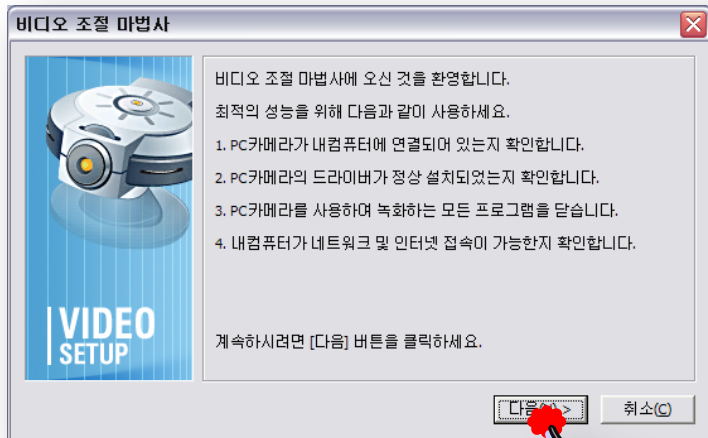 비디오 조절 마법사
비디오 조절 마법사에 오신 것을 환영합니다.
최적의 성능을 위해 다음과 같이 사용하세요.
1. PC카메라가 내컴퓨터에 연결되어 있는지 확인합니다.
2. PC카메라의 드라이버가 정상 설치되었는지 확인합니다.
3. PC카메라를 사용하여 녹화하는 모든 프로그램을 닫습니다.
4. 내컴퓨터가 네트워크 및 인터넷 접속이 가능한지 확인합니다.
VIDEO
SETUP
계속하시려면 [다음] 버튼을 클릭하세요.
다음 >
취소(C)